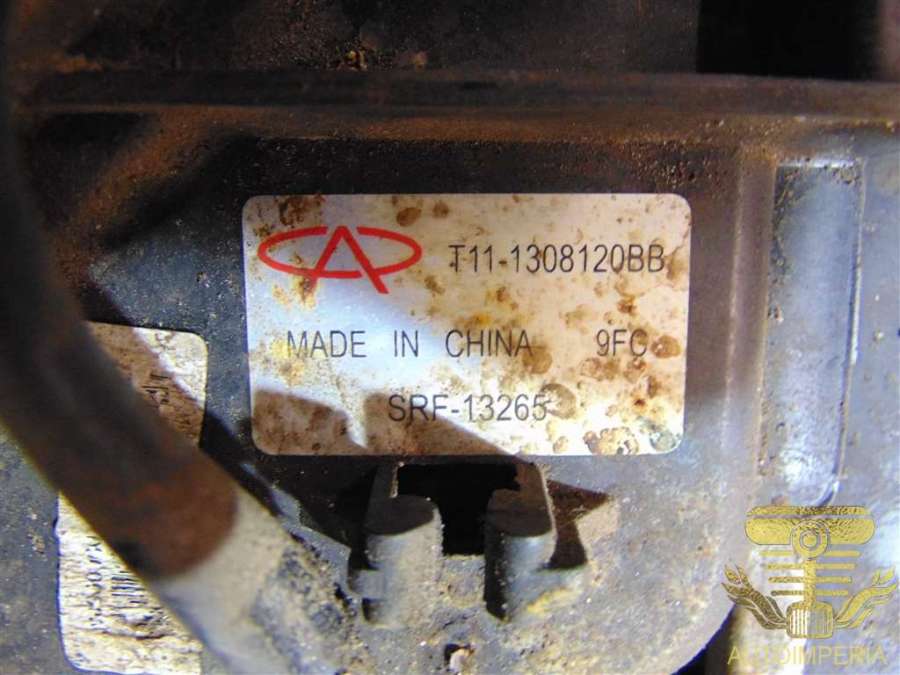 T11-1308120BB
MADE IN CHINA 9FC
SRF-13265
AUTOIMPERIA